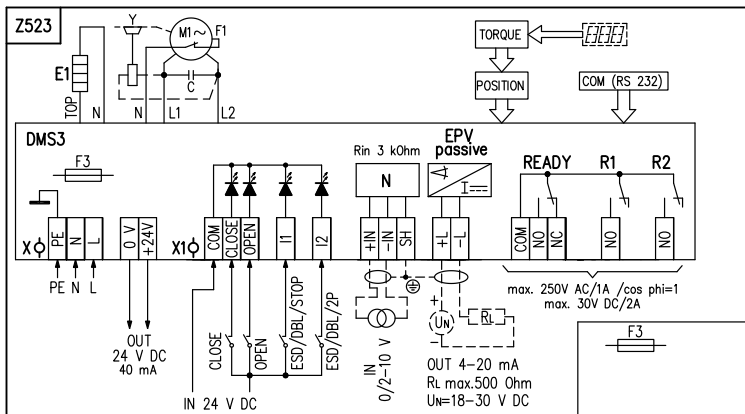 Z523
Y
M1~
F1
E1
C
TOP
N
N
L1
L2
TORQUE
POSITION
COM (RS 232)
DMS3
F3
Rin 3 kOhm
N
EPV
passive
I
READY
R1
R2
X
PE
N
L
0 V
+24V
X1
COM
CLOSE
OPEN
I1
I2
+IN
-IN
SH
+L
-L
COM
NO
NC
NO
NO
PE N L
OUT
24 V DC
40 mA
CLOSE
OPEN
ESD/DBL/STOP
ESD/DBL/2P
IN 24 V DC
IN
0/2-10 V
+
UN
-
RL
OUT 4-20 mA
RL max.500 Ohm
UN=18-30 V DC
max. 250V AC/1A /cos phi=1
max. 30V DC/2A
F3